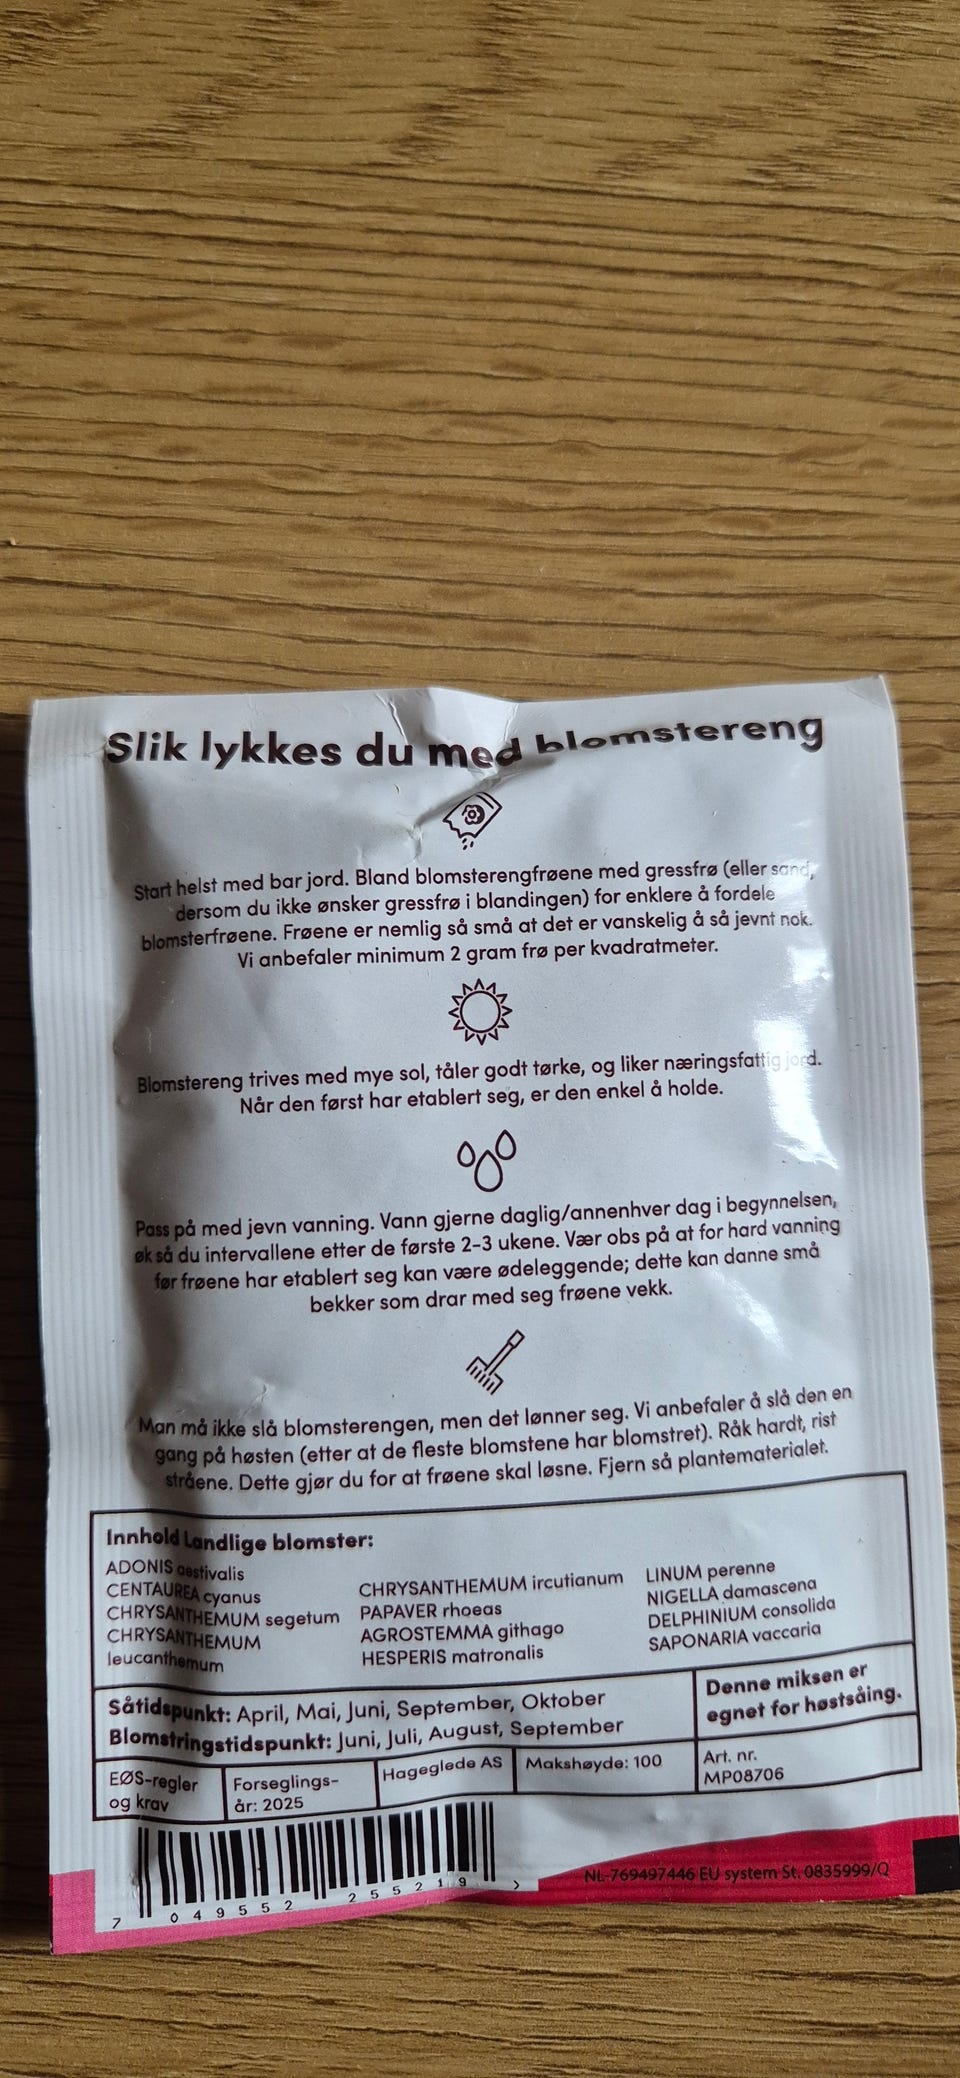 Slik lykkes du med blomstereng
Start helst med bar jord. Bland blomsterengfrøene med gressfrø (eller sand,
dersom du ikke ønsker gressfrø i blandingen) for enklere å fordele
blomsterfrøene. Frøene er nemlig så små at det er vanskelig å så jevnt nok.
Vi anbefaler minimum 2 gram frø per kvadratmeter.
Blomstereng trives med mye sol, tåler godt tørke, og liker næringsfattig jord.
Når den først har etablert seg, er den enkel å holde.
Pass på med jevn vanning. Vann gjerne daglig/annenhver dag i begynnelsen,
øk så du intervallene etter de første 2-3 ukene. Vær obs på at for hard vanning
før frøene har etablert seg kan være ødeleggende; dette kan danne små
bekker som drar med seg frøene vekk.
Man må ikke slå blomsterengen, men det lønner seg. Vi anbefaler å slå den en
gang på høsten (etter at de fleste blomstene har blomstret). Råk hardt, rist
stråene. Dette gjør du for at frøene skal løsne. Fjern så plantematerialet.
Innhold Landlige blomster:
ADONIS aestivalis
CENTAUREA cyanus
CHRYSANTHEMUM segetum
CHRYSANTHEMUM
leucanthemum
CHRYSANTHEMUM ircutianum
PAPAVER rhoeas
AGROSTEMMA githago
HESPERIS matronalis
LINUM perenne
NIGELLA damascena
DELPHINIUM consolida
SAPONARIA vaccaria
Såtidspunkt: April, Mai, Juni, September, Oktober
Blomstringstidspunkt: Juni, Juli, August, September
Denne miksen er
egnet for høstsåing.
EØS-regler
og krav
Forseglings-
år: 2025
Hageglede AS
Makshøyde: 100
Art. nr.
MP08706
7 049552 255219 >
NL-769497446 EU system St. 0835999/Q